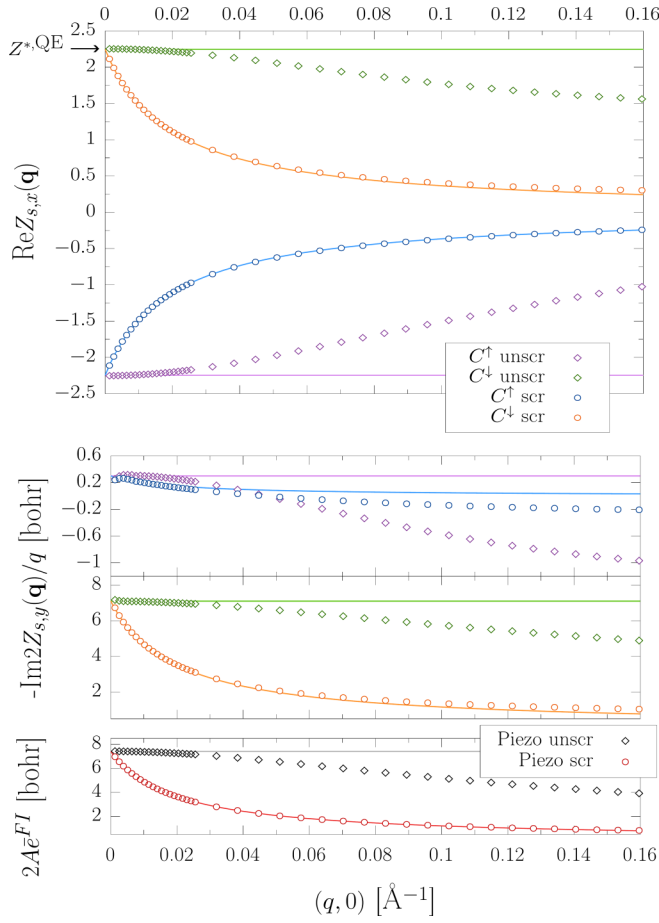 0 0.02 0.04 0.06 0.08 0.1 0.12 0.14 0.16
2.5
Z*,QE
2
1.5
1
0.5
0
−0.5
−1
−1.5
−2
−2.5
ReZs,x(q)
C↑ unscr
C↓ unscr
C↑ scr
C↓ scr
0.6
0.2
−0.2
−0.6
−1
8
6
4
2
-Im2Zs,y(q)/q [bohr]
Piezo unscr
Piezo scr
8
6
4
2
2AēFI [bohr]
0 0.02 0.04 0.06 0.08 0.1 0.12 0.14 0.16
(q, 0) [Å−1]